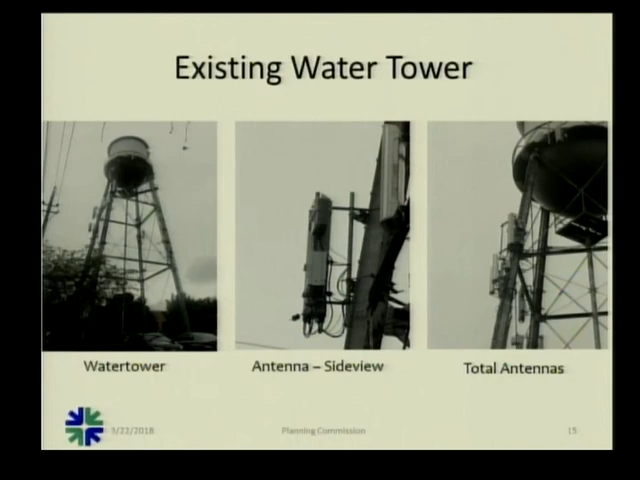 Existing Water Tower
Watertower
Antenna – Sideview
Total Antennas
3/22/2018
Planning Commission
15